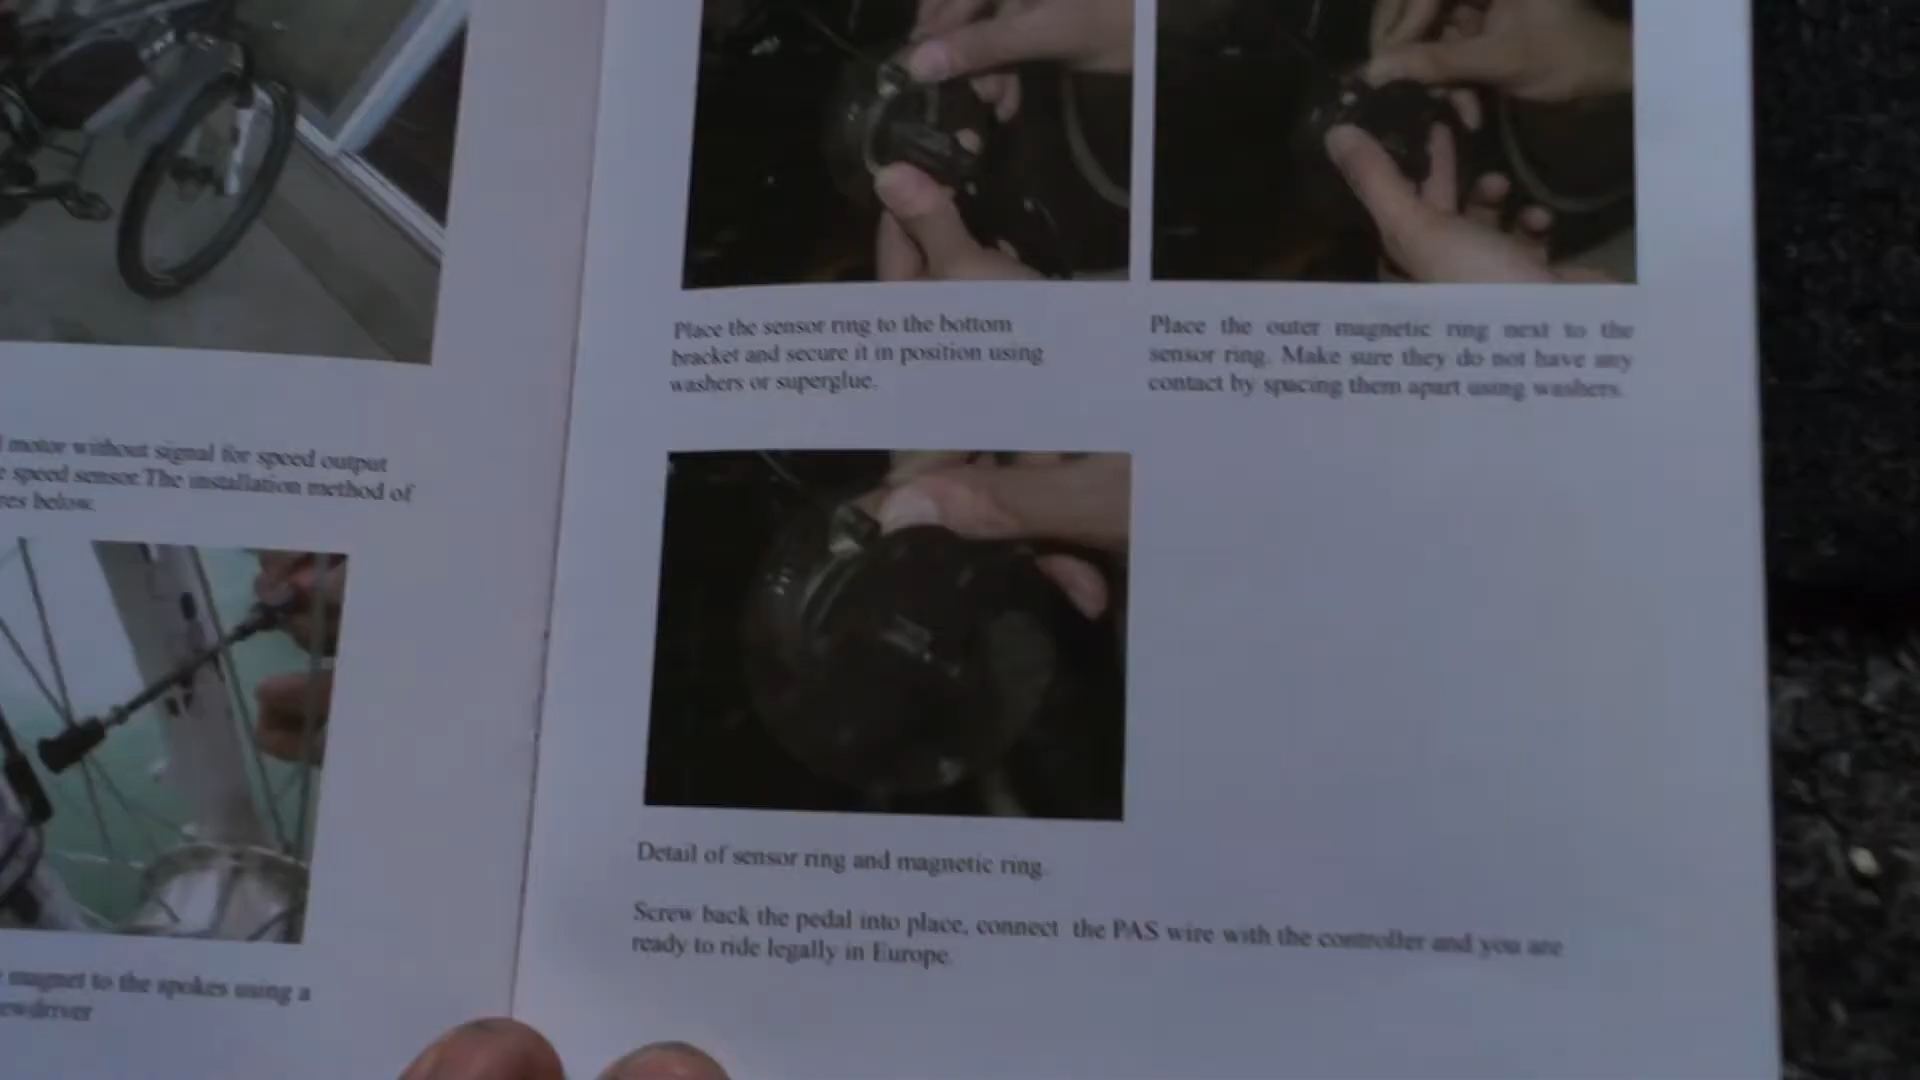 motor without signal for speed output
speed sensor.The installation method of
below.
magnet to the spokes using a
Place the sensor ring to the bottom
bracket and secure it in position using
washers or superglue.
Place the outer magnetic ring next to the
sensor ring. Make sure they do not have any
contact by spacing them apart using washers.
Detail of sensor ring and magnetic ring.
Screw back the pedal into place, connect the PAS wire with the controller and you are
ready to ride legally in Europe.